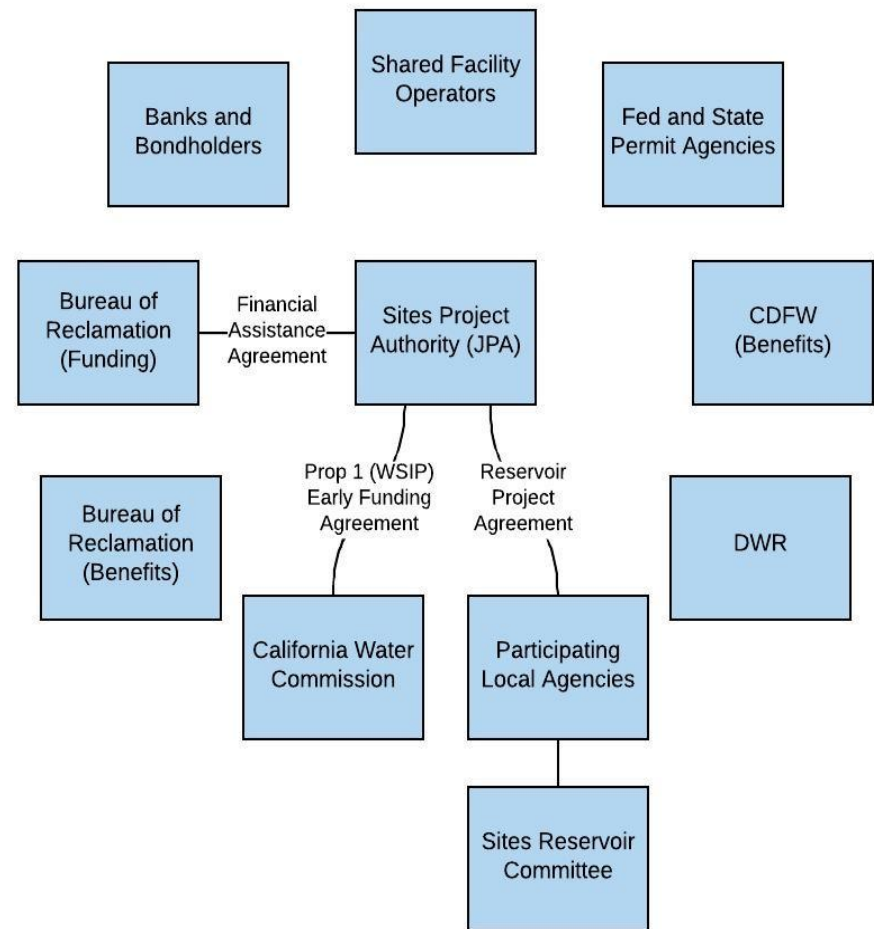 Shared Facility
Operators
Banks and
Bondholders
Fed and State
Permit Agencies
Bureau of
Reclamation
(Funding)
Financial
Assistance
Agreement
Sites Project
Authority (JPA)
CDFW
(Benefits)
Prop 1 (WSIP)
Early Funding
Agreement
Reservoir
Project
Agreement
Bureau of
Reclamation
(Benefits)
DWR
California Water
Commission
Participating
Local Agencies
Sites Reservoir
Committee